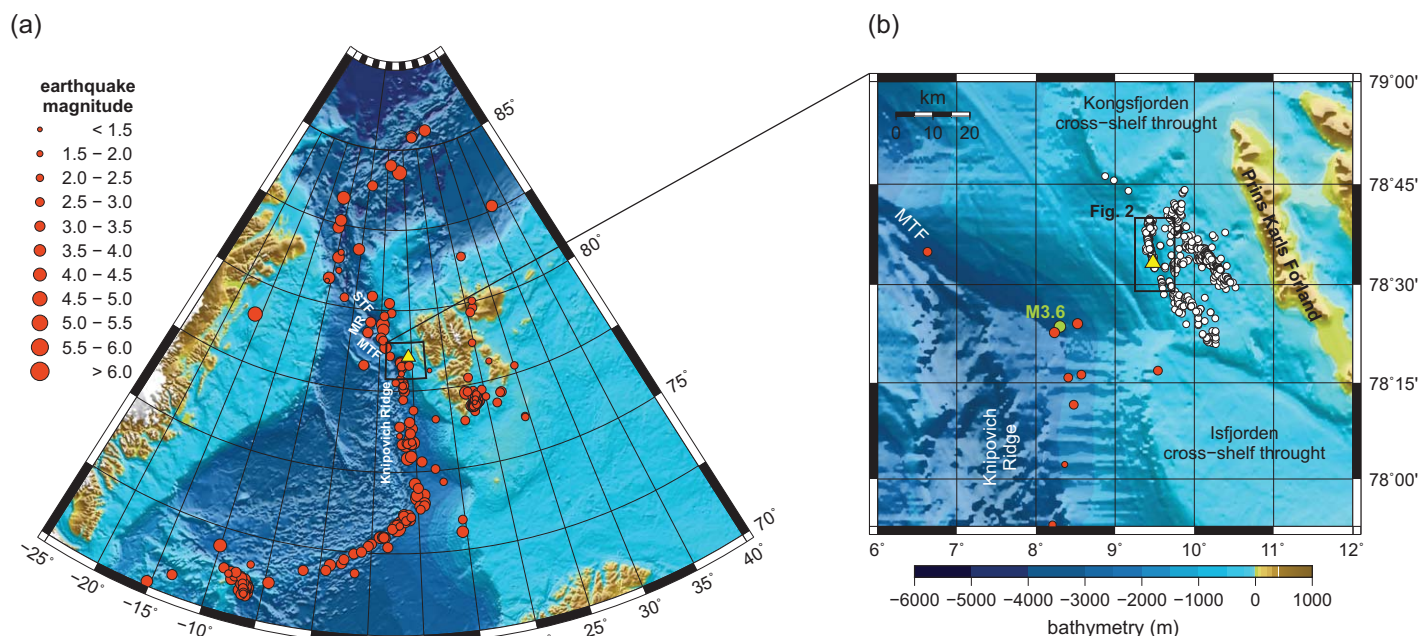 (a)
earthquake
magnitude
< 1.5
1.5 − 2.0
2.0 − 2.5
2.5 − 3.0
3.0 − 3.5
3.5 − 4.0
4.0 − 4.5
4.5 − 5.0
5.0 − 5.5
5.5 − 6.0
> 6.0
85˚
80˚
75˚
70˚
STF
MR
MTF
Knipovich Ridge
−25˚
−20˚
−15˚
−10˚
25˚
30˚
35˚
40˚
(b)
km
0 10 20
Kongsfjorden
cross−shelf throught
Prins Karls Forland
MTF
Fig. 2
M3.6
Knipovich
Ridge
Isfjorden
cross−shelf throught
79˚00'
78˚45'
78˚30'
78˚15'
78˚00'
6˚ 7˚ 8˚ 9˚ 10˚ 11˚ 12˚
−6000 −5000 −4000 −3000 −2000 −1000 0 1000
bathymetry (m)